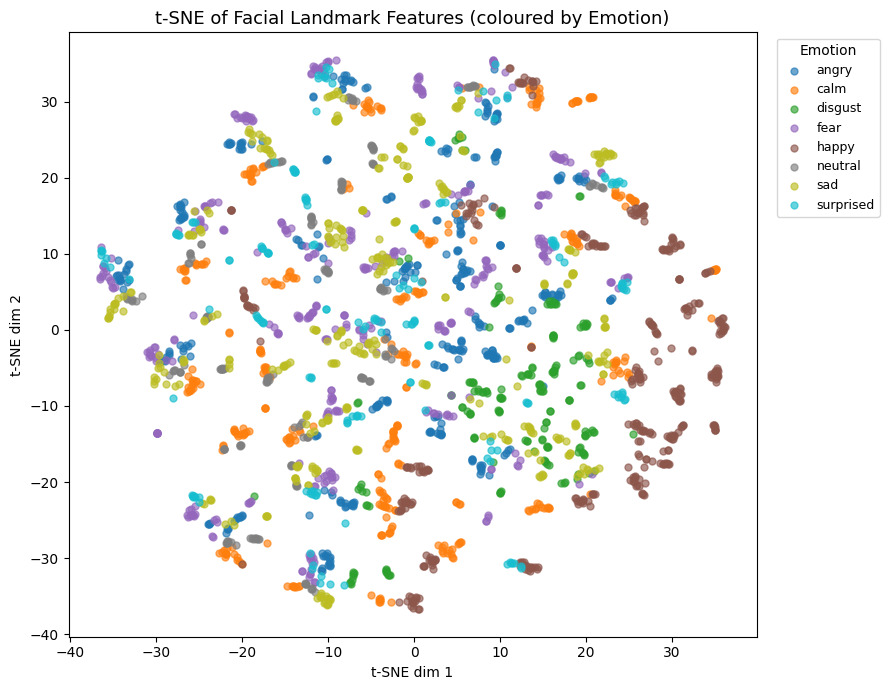 t-SNE of Facial Landmark Features (coloured by Emotion)
Emotion
angry
calm
disgust
fear
happy
neutral
sad
surprised
t-SNE dim 2
30
20
10
0
−10
−20
−30
−40
−40 −30 −20 −10 0 10 20 30
t-SNE dim 1